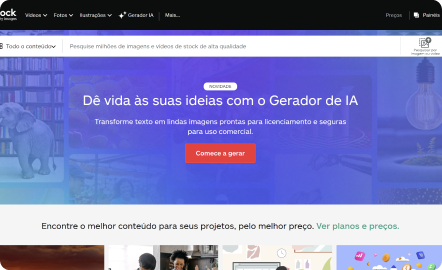 ock
by Images
Vídeos Fotos Ilustrações Gerador IA Mais... Preços Painéis
Todo o conteúdo Pesquise milhões de imagens e vídeos de stock de alta qualidade
Pesquisar por
imagem ou vídeo
NOVIDADE
Dê vida às suas ideias com o Gerador de IA
Transforme texto em lindas imagens prontas para licenciamento e seguras
para uso comercial.
Comece a gerar
Encontre o melhor conteúdo para seus projetos, pelo melhor preço. Ver planos e preços.